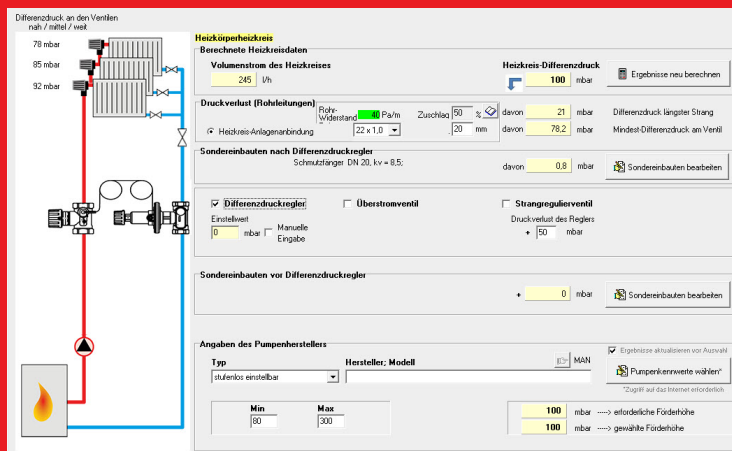 Differenzdruck an den Ventilen
nah / mittel / weit
78 mbar
85 mbar
92 mbar
Heizkörperheizkreis
Berechnete Heizkreisdaten
Volumenstrom des Heizkreises
245 l/h
Heizkreis-Differenzdruck
100 mbar
Ergebnisse neu berechnen
Druckverlust (Rohrleitungen)
Rohr-
Widerstand 40 Pa/m
Zuschlag 50 %
davon 21 mbar Differenzdruck längster Strang
Heizkreis-Anlagenanbindung 22 x 1,0 20 mm
davon 78,2 mbar Mindest-Differenzdruck am Ventil
Sondereinbauten nach Differenzdruckregler
Schmutzfänger DN 20, kv = 8,5;
davon 0,8 mbar Sondereinbauten bearbeiten
Differenzdruckregler
Überstromventil
Strangregulierventil
Einstellwert
0 mbar Manuelle
Eingabe
Druckverlust des Reglers
+ 50 mbar
Sondereinbauten vor Differenzdruckregler
+ 0 mbar Sondereinbauten bearbeiten
Angaben des Pumpenherstellers
Typ
stufenlos einstellbar
Hersteller; Modell
MAN
Ergebnisse aktualisieren vor Auswahl
Pumpenkennwerte wählen*
*Zugriff auf das Internet erforderlich
Min Max
80 300
100 mbar ----> erforderliche Förderhöhe
100 mbar ----> gewählte Förderhöhe